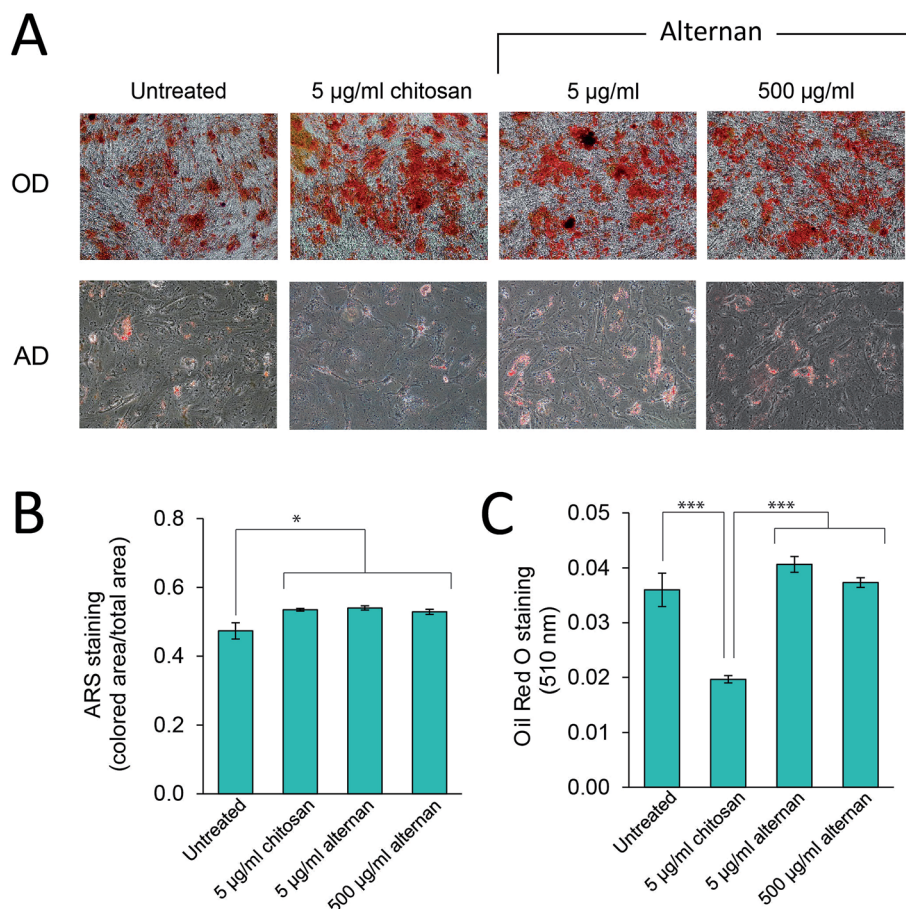 A
Alternan
Untreated
5 µg/ml chitosan
5 µg/ml
500 µg/ml
OD
AD
B
ARS staining
(colored area/total area)
0.8
0.6
0.4
0.2
0.0
*
Untreated
5 µg/ml chitosan
5 µg/ml alternan
500 µg/ml alternan
C
Oil Red O staining
(510 nm)
0.05
0.04
0.03
0.02
0.01
0.00
***
***
Untreated
5 µg/ml chitosan
5 µg/ml alternan
500 µg/ml alternan